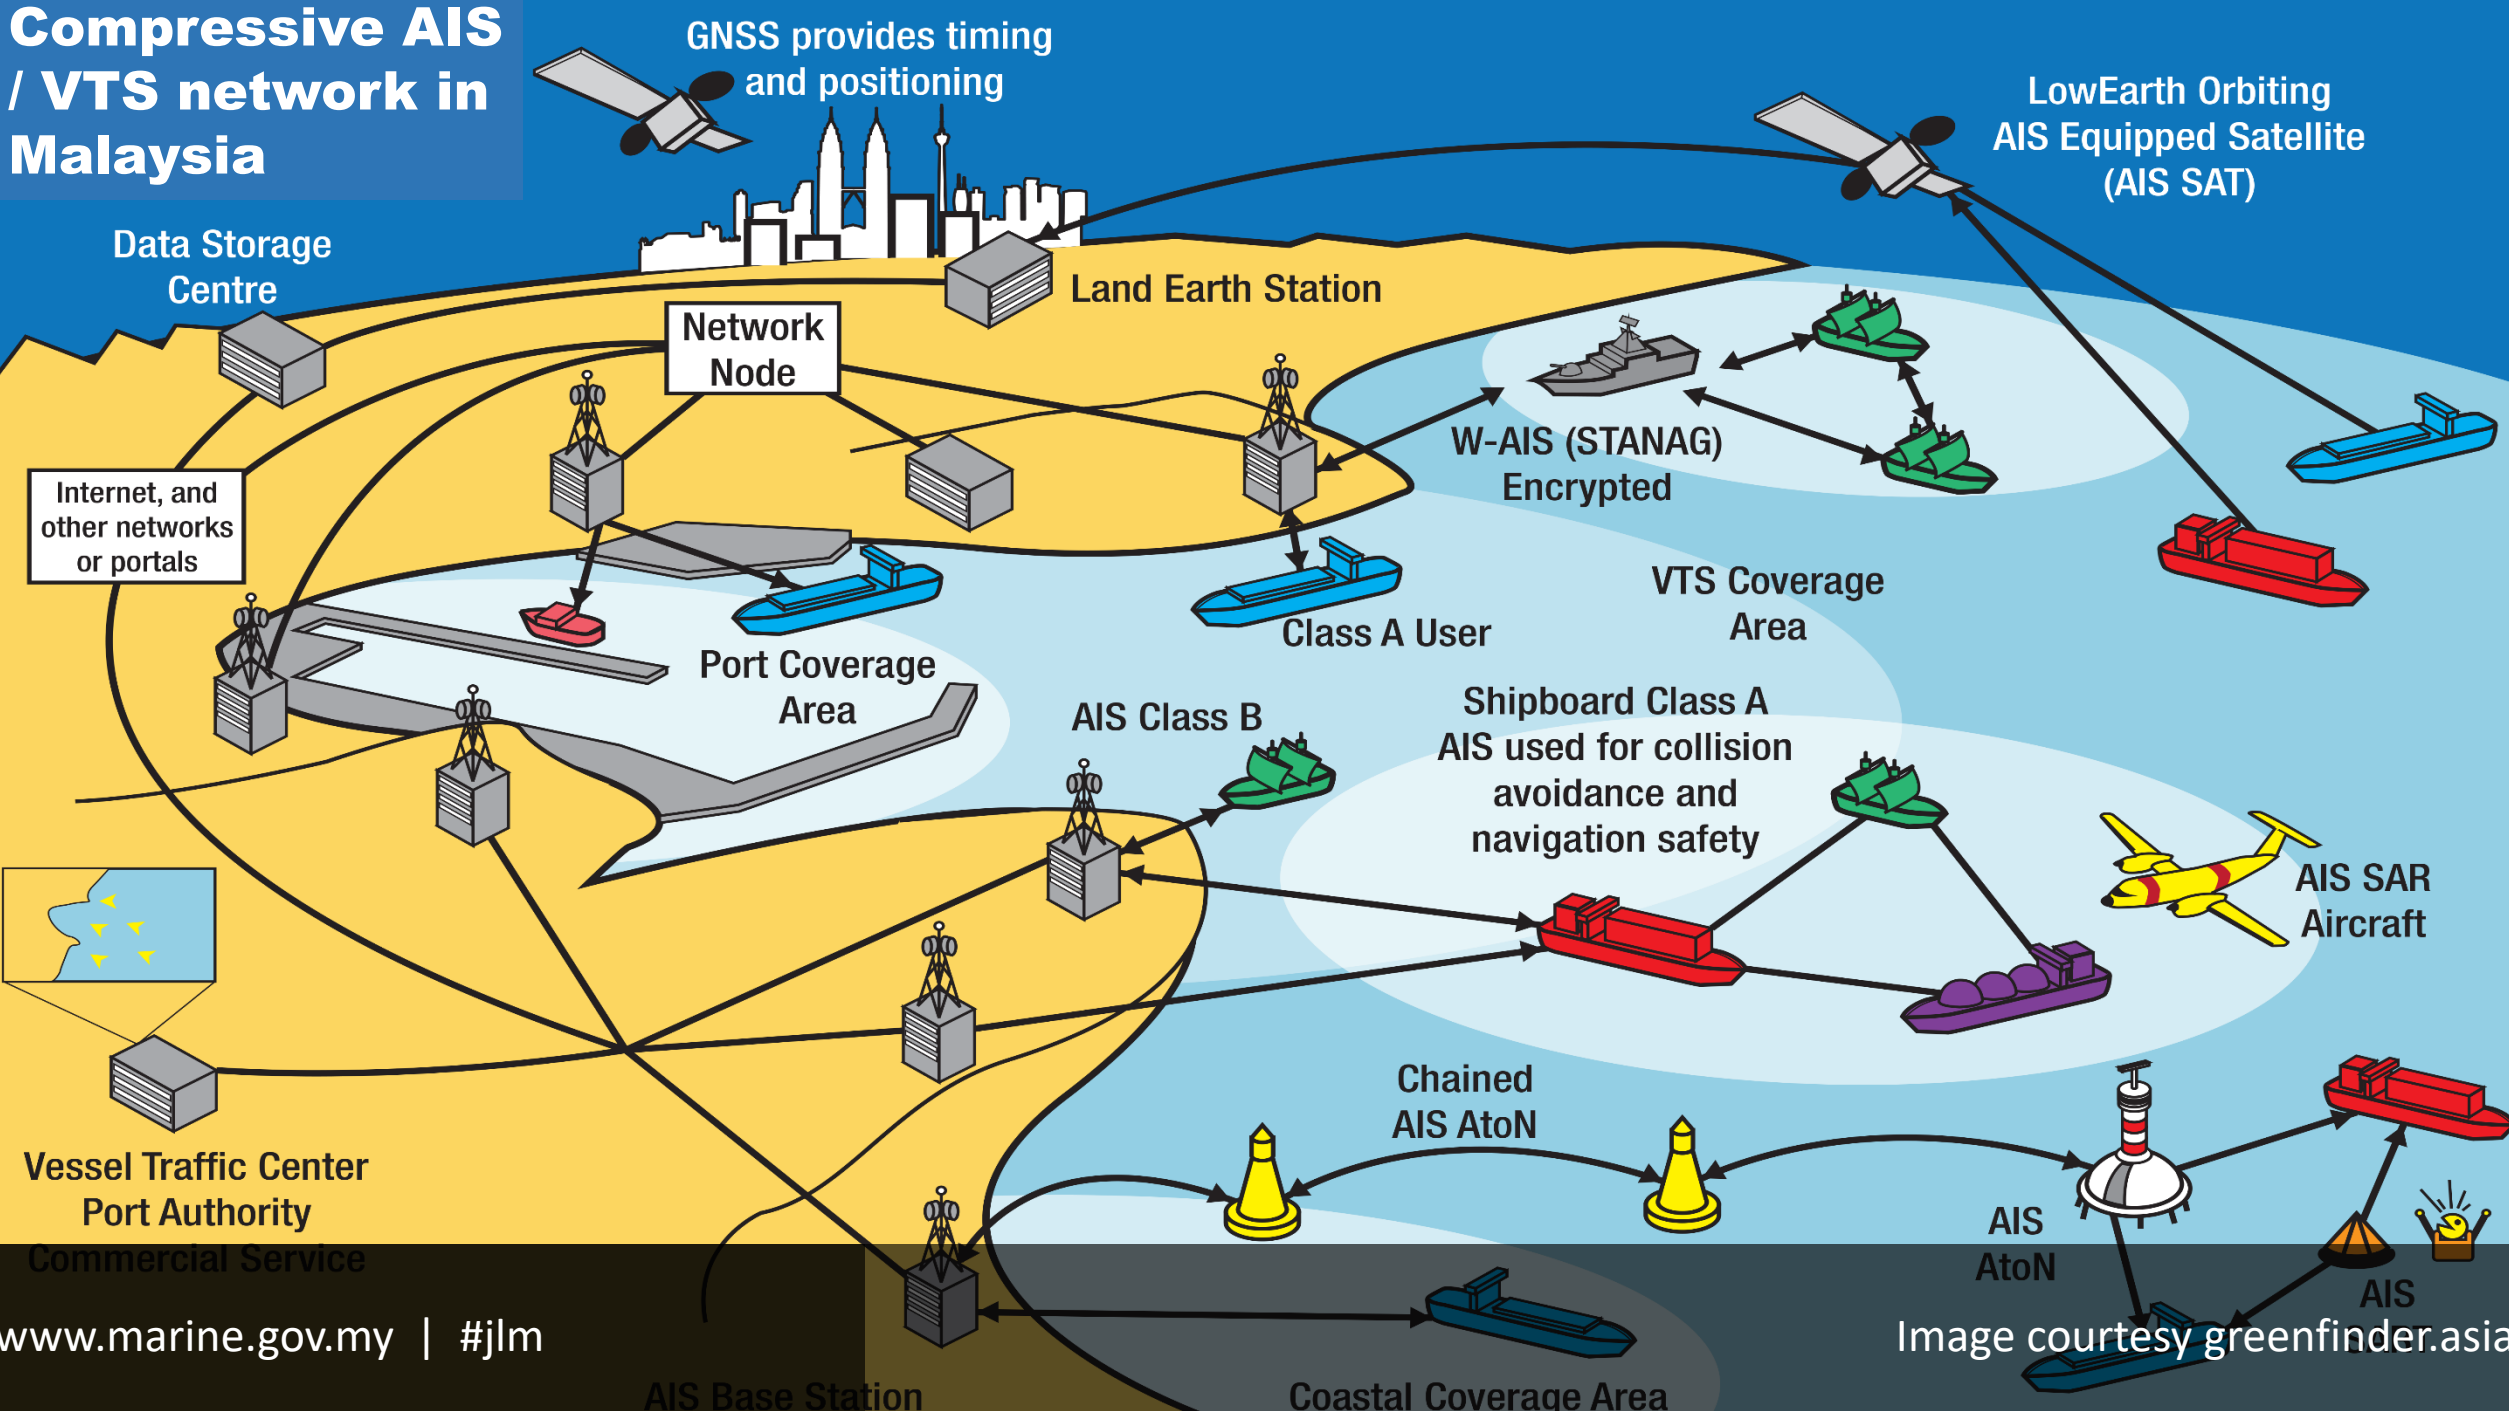 Compressive AIS
/ VTS network in
Malaysia
GNSS provides timing
and positioning
LowEarth Orbiting
AIS Equipped Satellite
(AIS SAT)
Data Storage
Centre
Land Earth Station
Network
Node
W-AIS (STANAG)
Encrypted
Internet, and
other networks
or portals
VTS Coverage
Area
Class A User
Port Coverage
Area
AIS Class B
Shipboard Class A
AIS used for collision
avoidance and
navigation safety
AIS SAR
Aircraft
Chained
AIS AtoN
Vessel Traffic Center
Port Authority
Commercial Service
AIS
AtoN
AIS
SART
www.marine.gov.my | #jlm
Image courtesy greenfinder.asia
AIS Base Station
Coastal Coverage Area